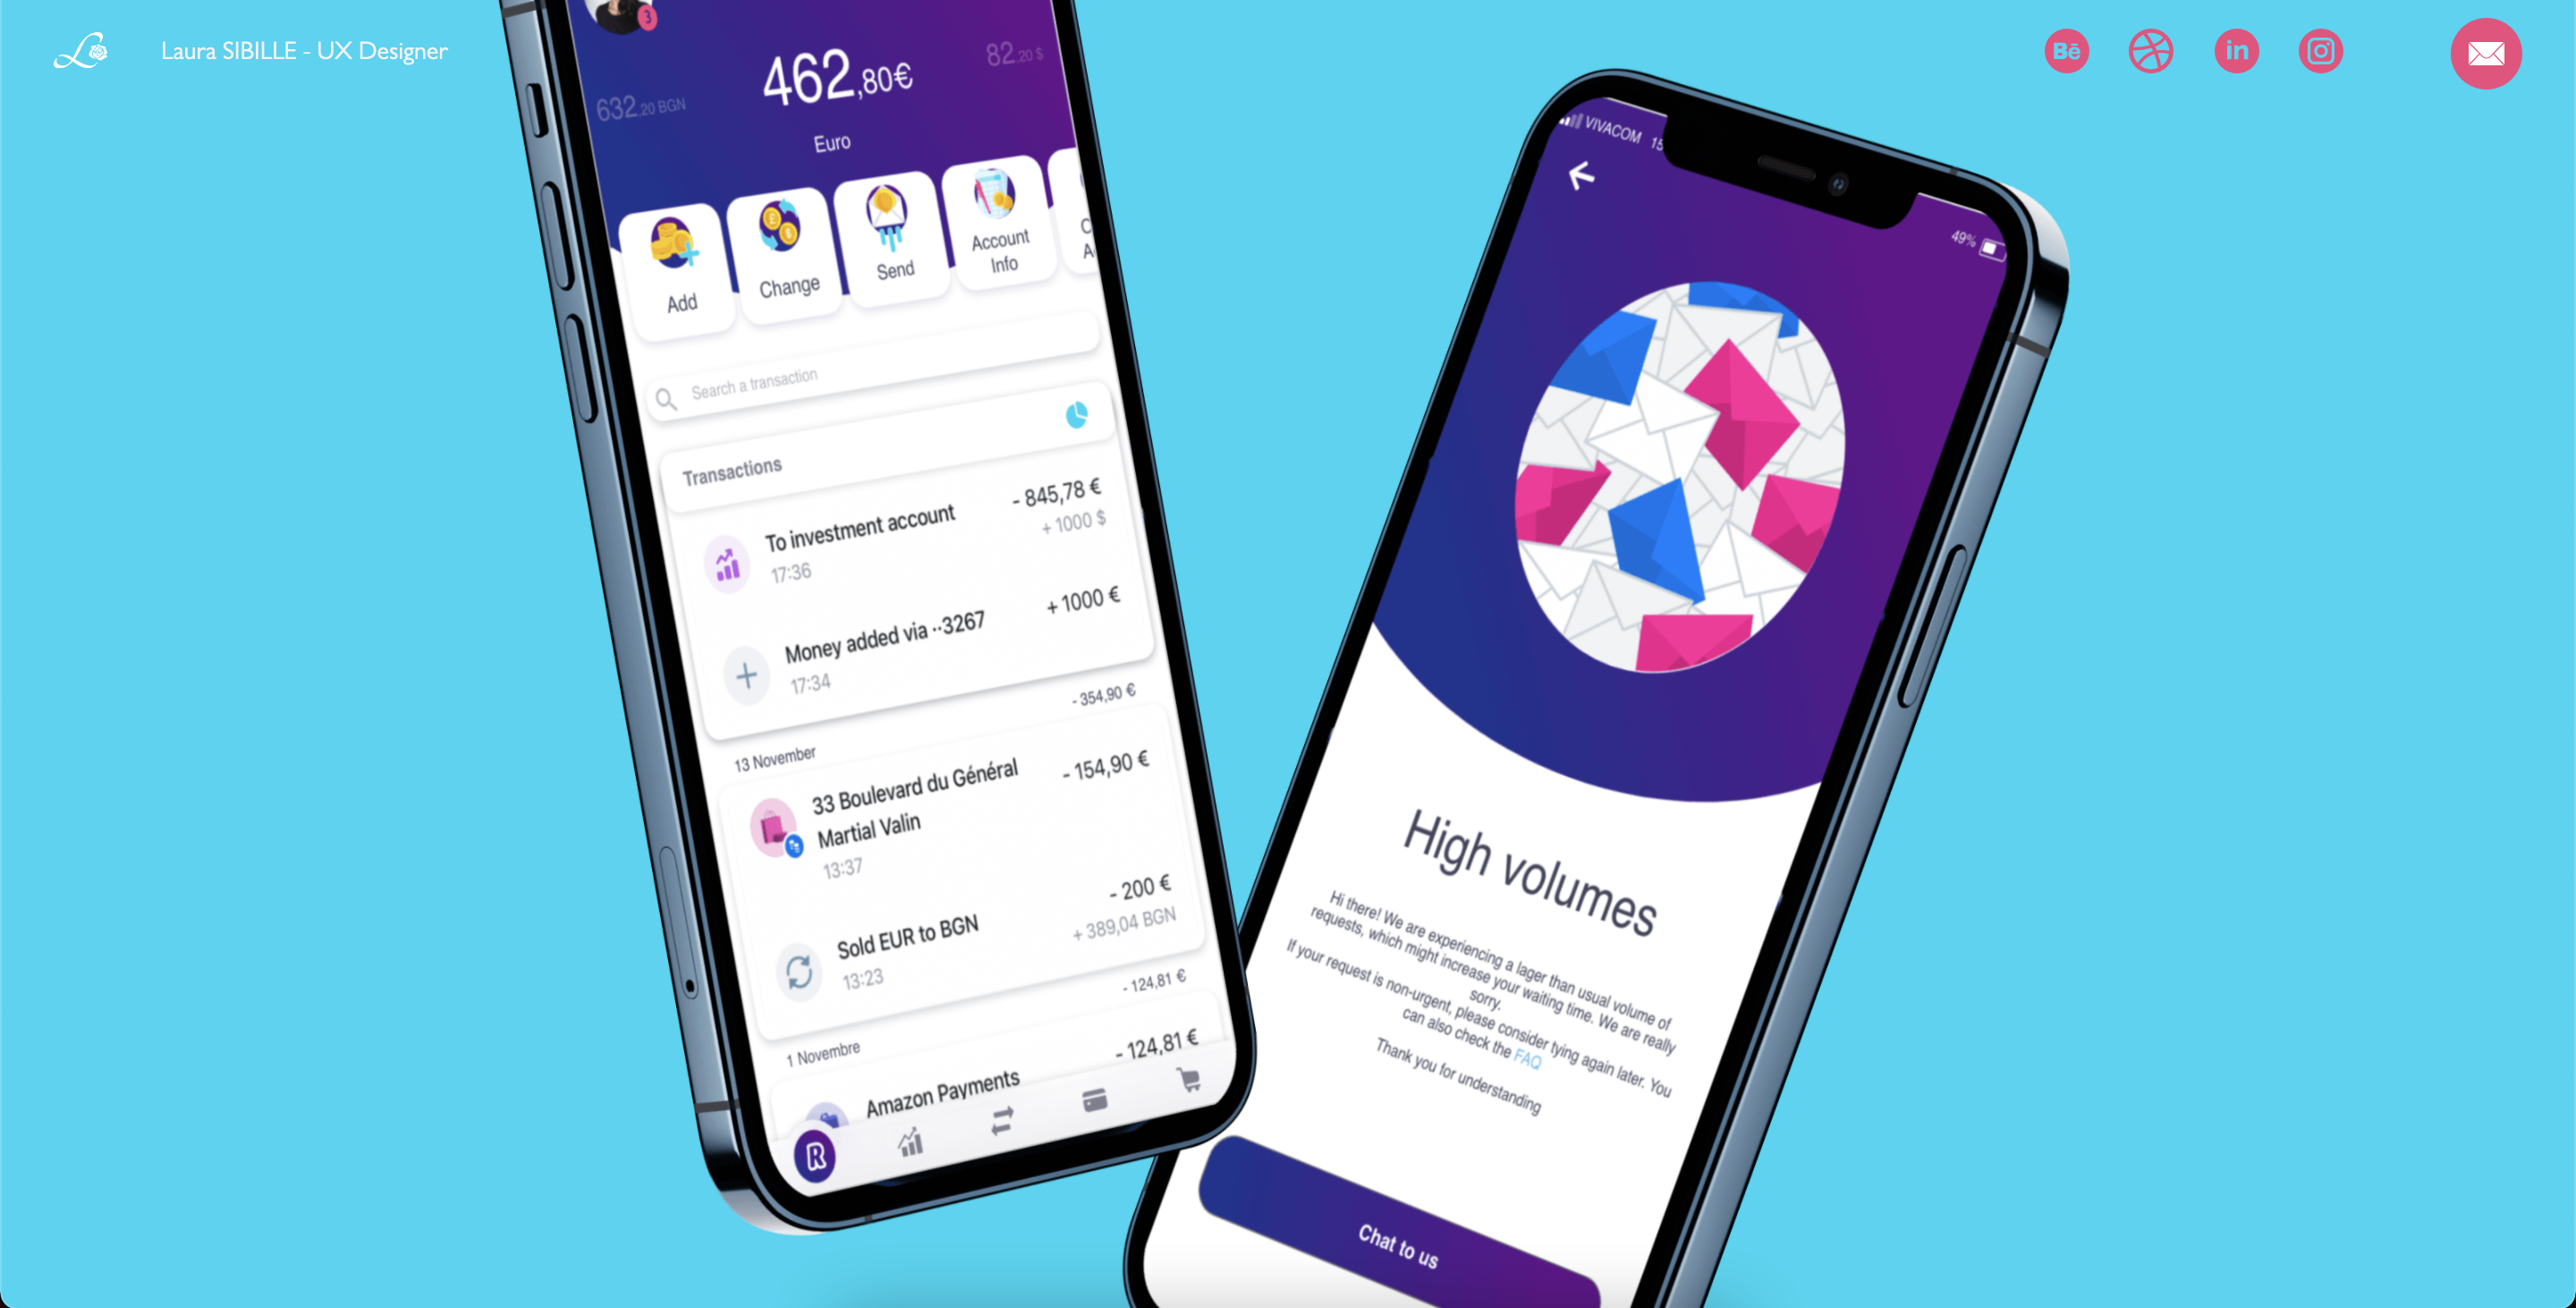 Laura SIBILLE - UX Designer
Bē
in
3
632,20 BGN
462,80€
82,20 $
Euro
Add
Change
Send
Account
Info
Search a transaction
Transactions
To investment account
- 845,78 €
17:36
+ 1000 $
Money added via ··3267
+ 1000 €
17:34
- 354,90 €
13 November
33 Boulevard du Général
Martial Valin
- 154,90 €
13:37
Sold EUR to BGN
- 200 €
13:23
+ 389,04 BGN
- 124,81 €
1 Novembre
Amazon Payments
- 124,81 €
R
VIVACOM
49%
High volumes
Hi there! We are experiencing a lager than usual volume of
requests, which might increase your waiting time. We are really
sorry.
If your request is non-urgent, please consider tying again later. You
can also check the FAQ
Thank you for understanding
Chat to us